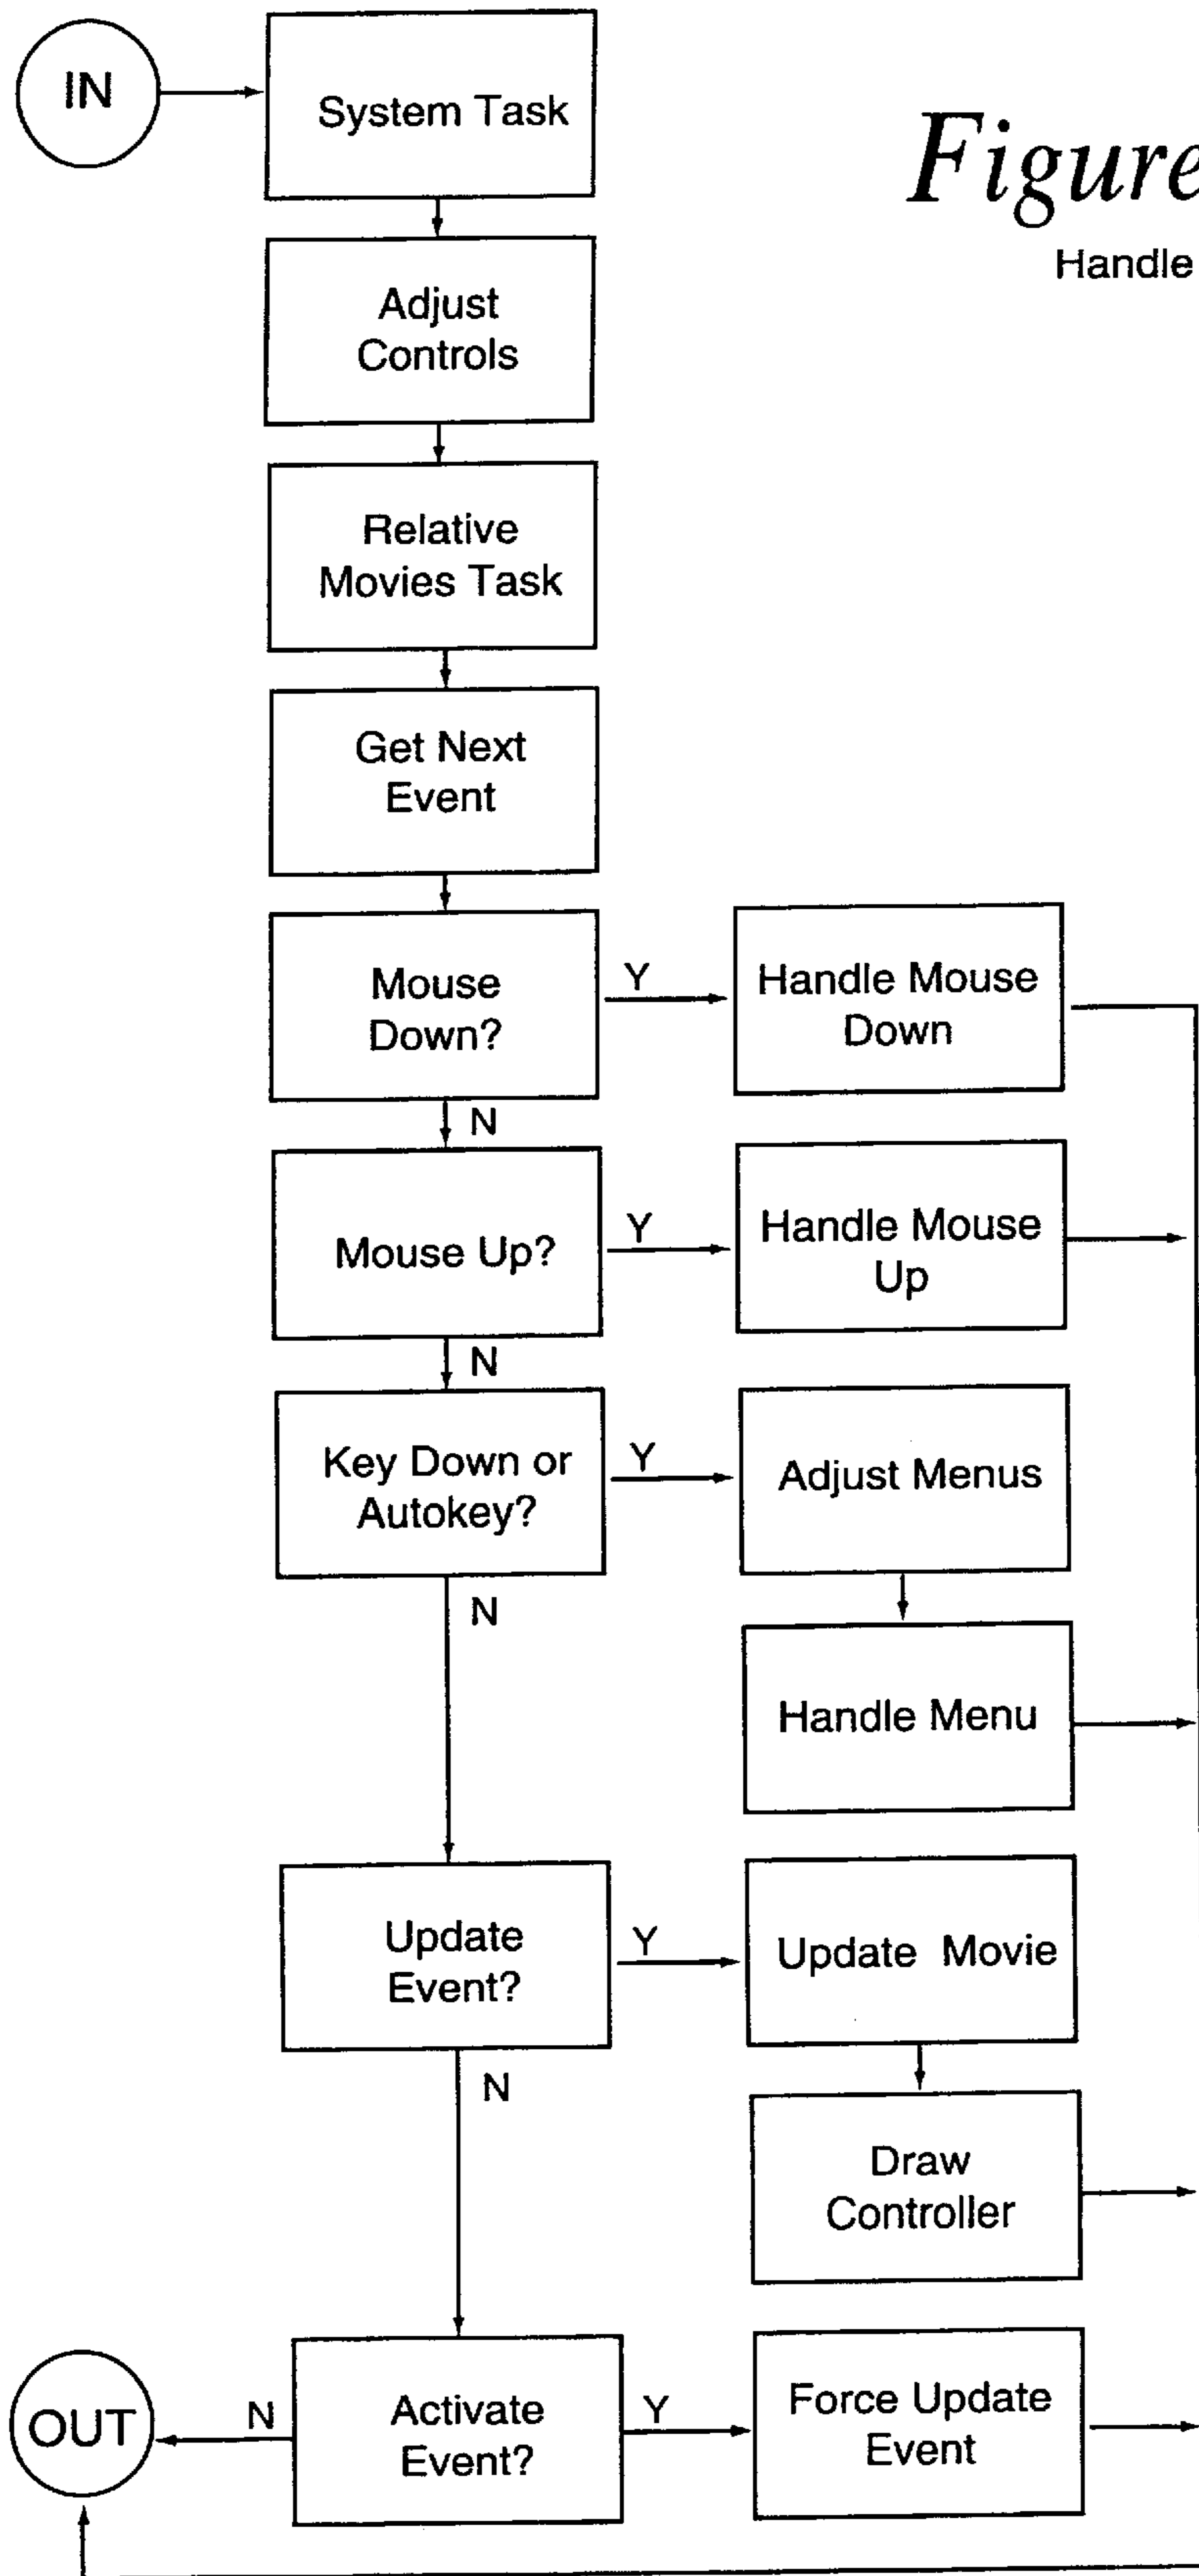 IN
System Task
Figure
Handle
Adjust
Controls
Relative
Movies Task
Get Next
Event
Mouse
Down?
Y
Handle Mouse
Down
N
Mouse Up?
Y
Handle Mouse
Up
N
Key Down or
Autokey?
Y
Adjust Menus
N
Handle Menu
Update
Event?
Y
Update Movie
N
Draw
Controller
OUT
N
Activate
Event?
Y
Force Update
Event